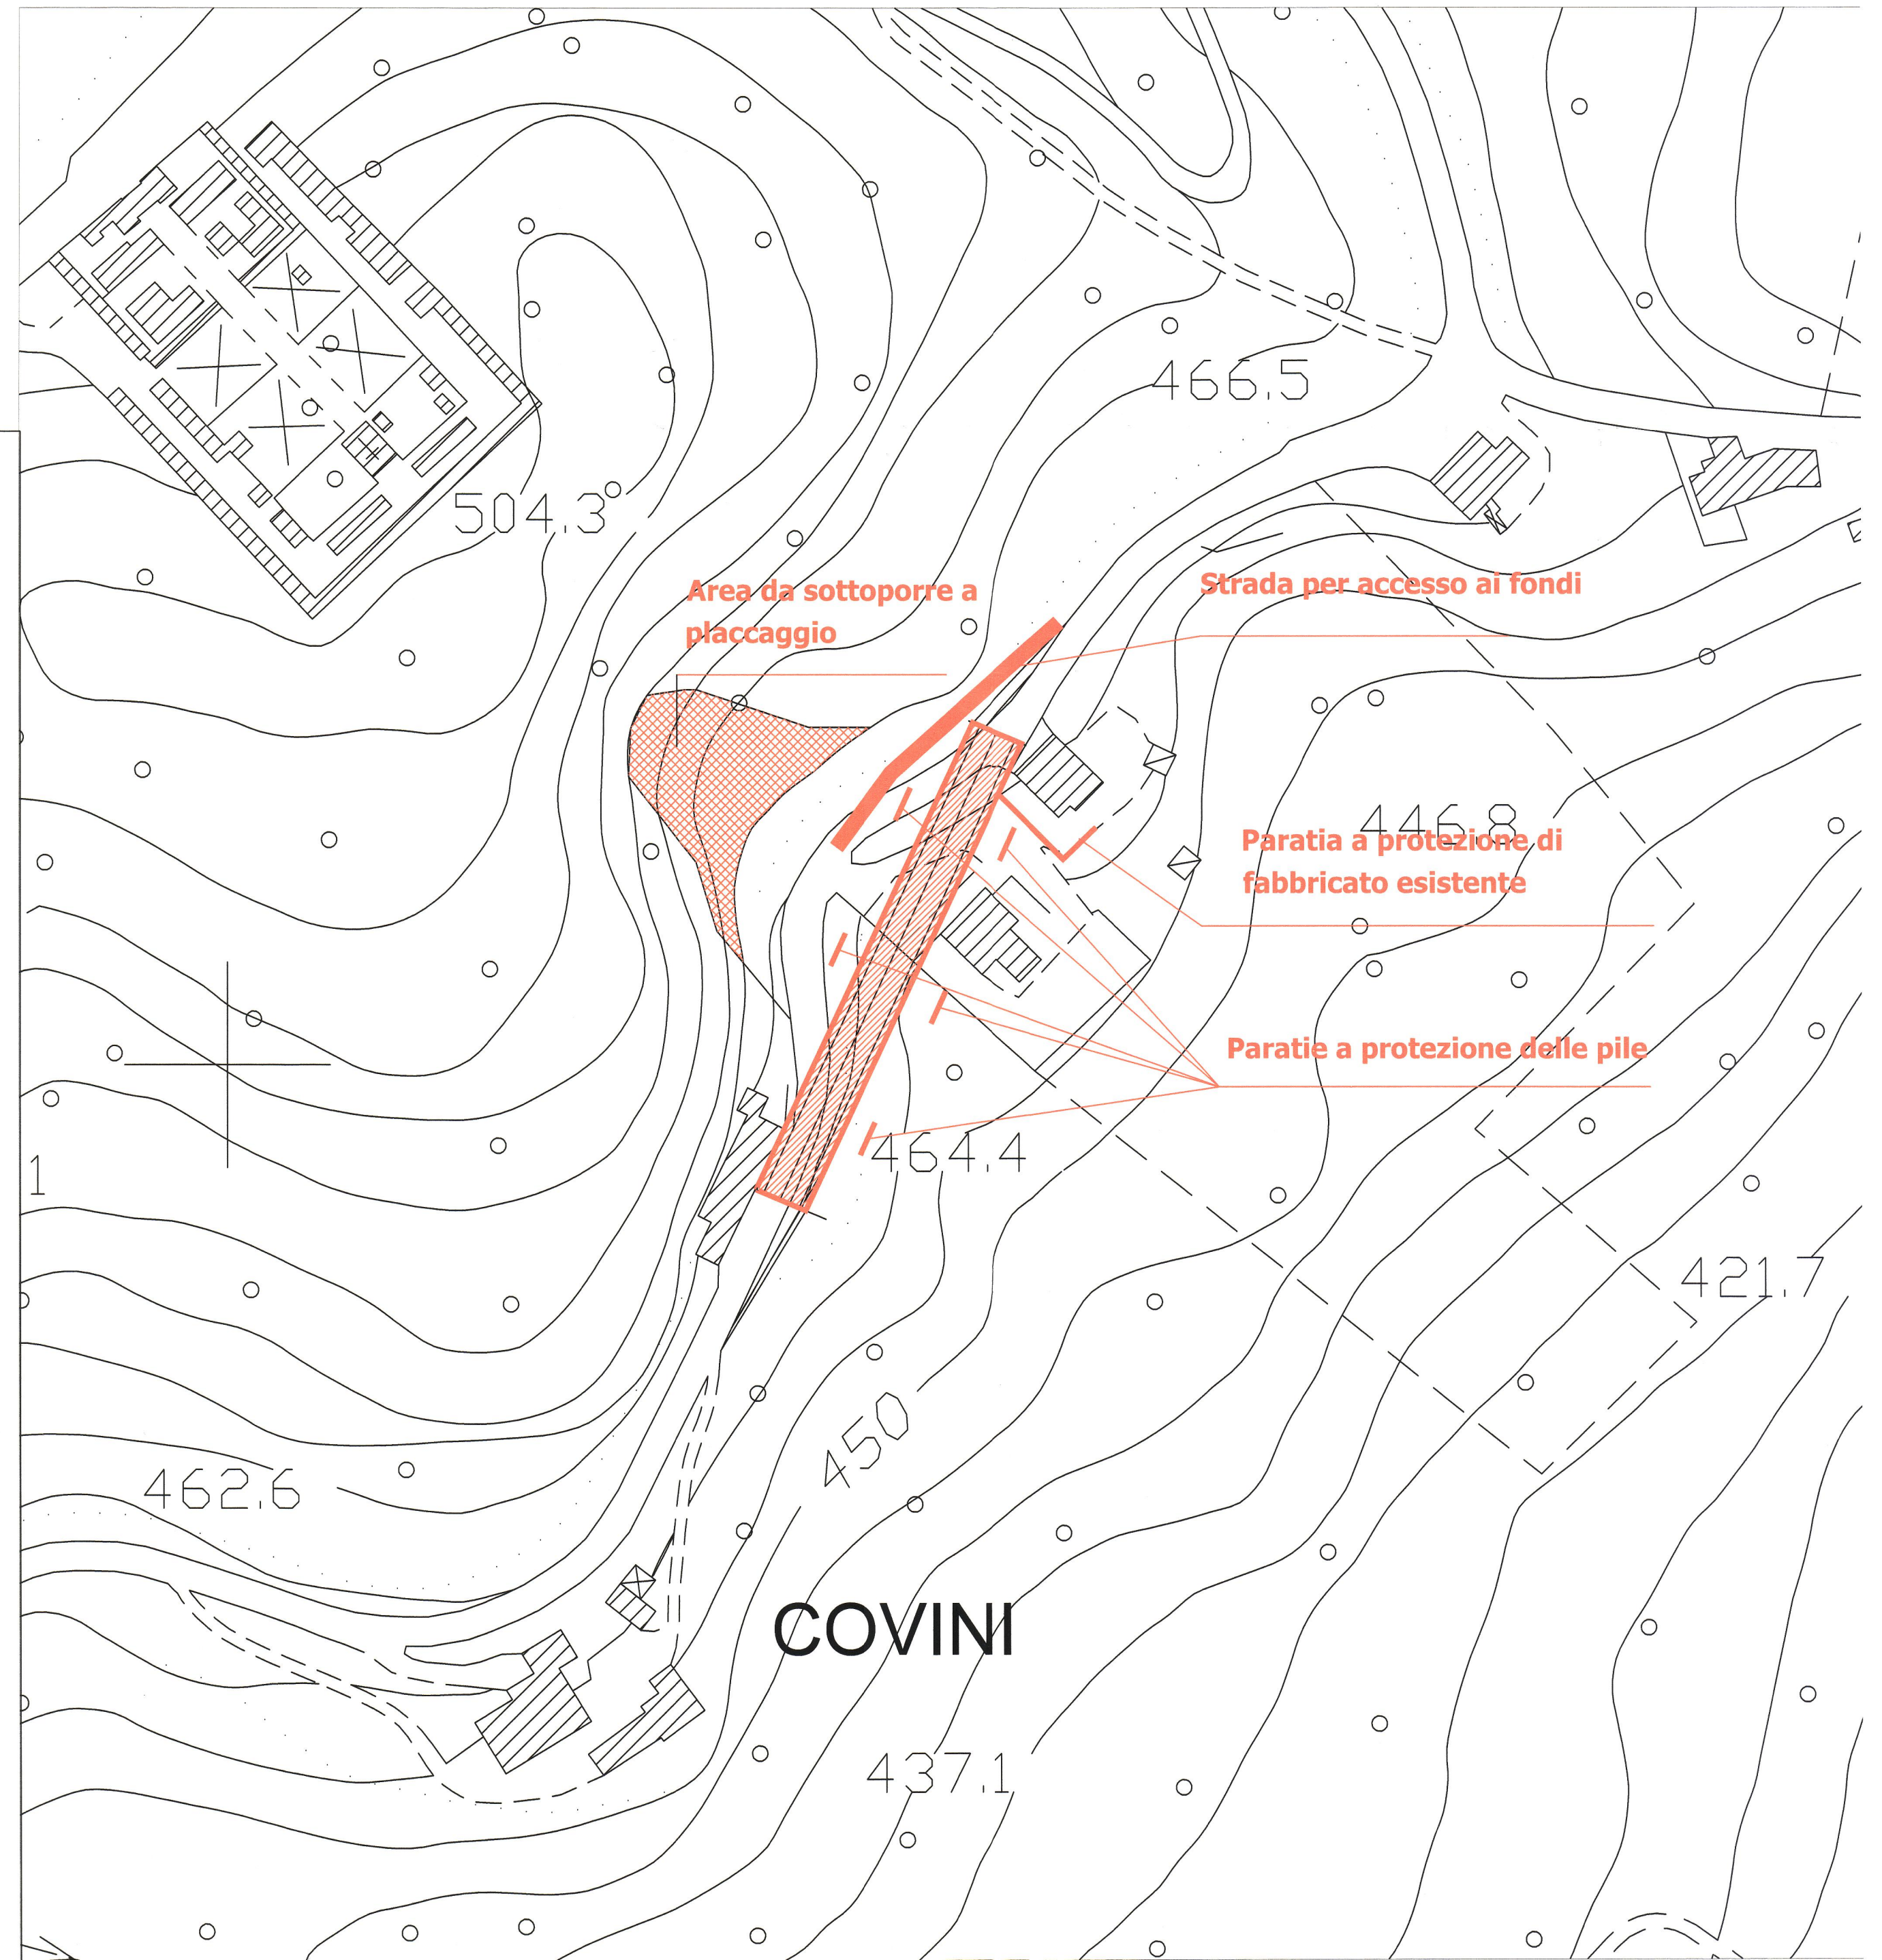 466.5
504.3
Area da sottoporre a
placcaggio
Strada per accesso ai fondi
446.8
Paratia a protezione di
fabbricato esistente
Paratie a protezione delle pile
464.4
1
421.7
450
462.6
COVINI
437.1